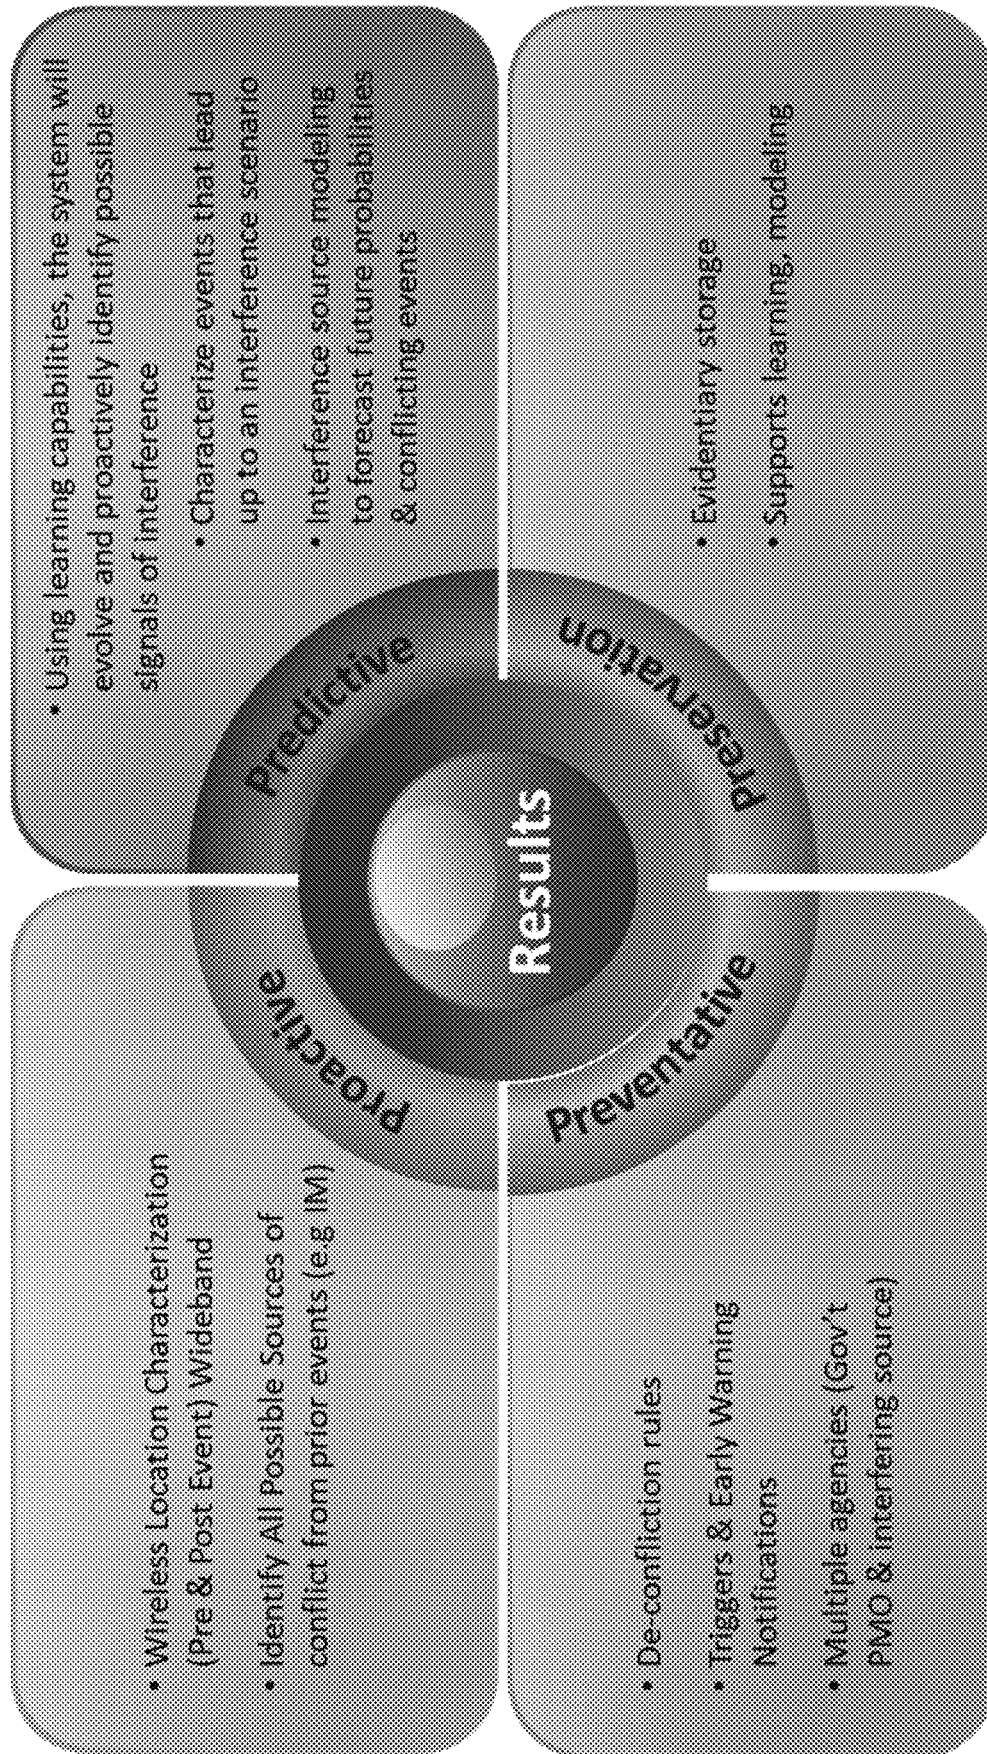 • Wireless Location Characterization
(Pre & Post Event) Wideband
• Identify All Possible Sources of
conflict from prior events (e.g IM)
Proactive
• Using learning capabilities, the system will
evolve and proactively identify possible
signals of interference
• Characterize events that lead
up to an interference scenario
• Interference source modeling
to forecast future probabilities
& conflicting events
Predictive
Results
Preventative
• De-confliction rules
• Triggers & Early Warning
Notifications
• Multiple agencies (Gov't
PMO & interfering source)
Preservation
• Evidentiary storage
• Supports learning, modeling